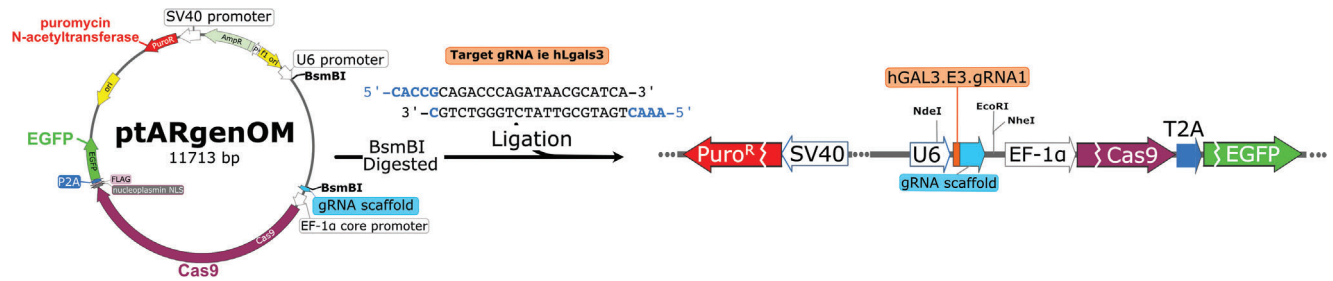 puromycin
N-acetyltransferase
SV40 promoter
PuroR
AmpR
f1 ori
U6 promoter
BsmBI
ori
EGFP
EGFP
ptARgenOM
11713 bp
P2A
FLAG
nucleoplasmin NLS
BsmBI
gRNA scaffold
EF-1α core promoter
Cas9
Cas9
Target gRNA ie hLgals3
5'-CACCGCAGACCCAGATAACGCATCA-3'
3'-CGTCTGGGTCTATTGCGTAGTCAAA-5'
BsmBI
Digested
Ligation
hGAL3.E3.gRNA1
NdeI
EcoRI
NheI
T2A
Puroᴿ
SV40
U6
EF-1α
Cas9
EGFP
gRNA scaffold